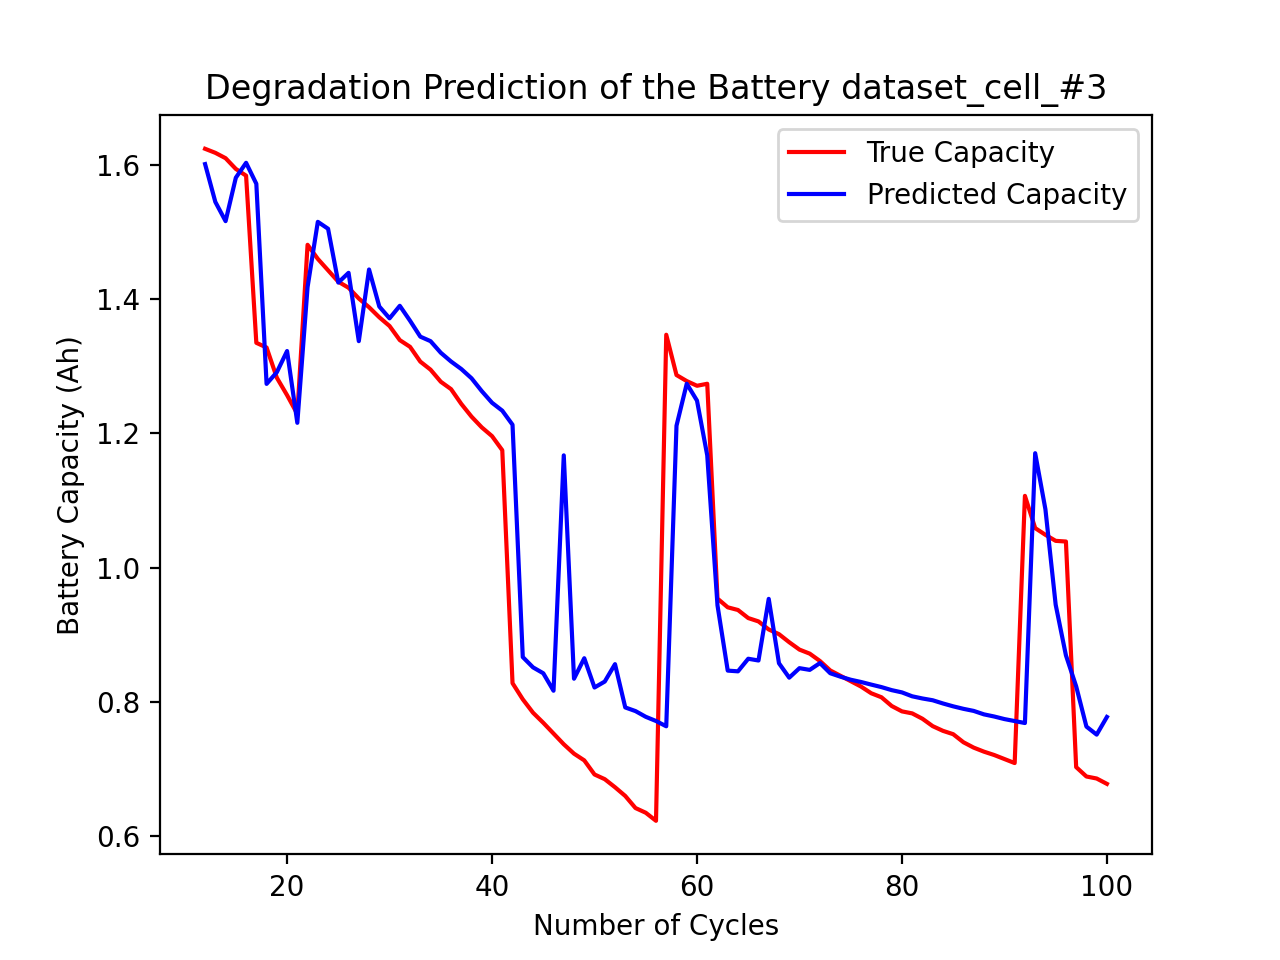 Degradation Prediction of the Battery dataset_cell_#3
True Capacity
Predicted Capacity
Battery Capacity (Ah)
1.6
1.4
1.2
1.0
0.8
0.6
20 40 60 80 100
Number of Cycles